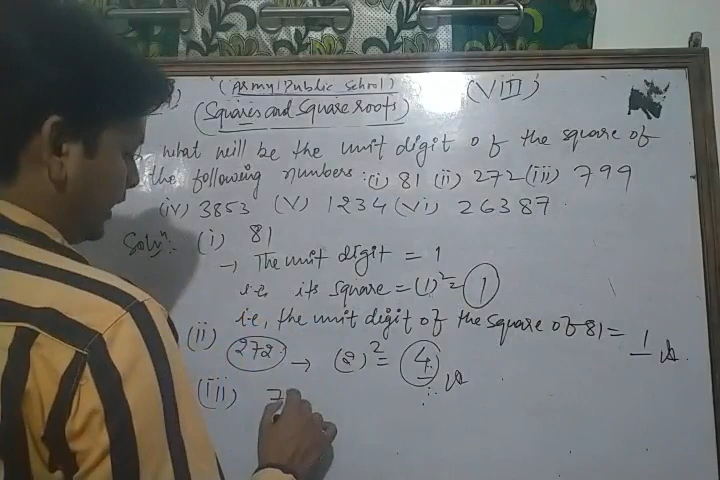 (Army Public School) (VIII)
(Squares and Square roots)
what will be the unit digit of the square of
the following numbers :(i) 81 (ii) 272 (iii) 799
(iv) 3853 (v) 1234 (vi) 26387.
Solnⁿ:- (i) 81
→ The unit digit = 1
i.e. its square = (1)² = 1
i.e, the unit digit of the square of 81 = 1
(ii) 272 → (2)² = 4
(iii) 7